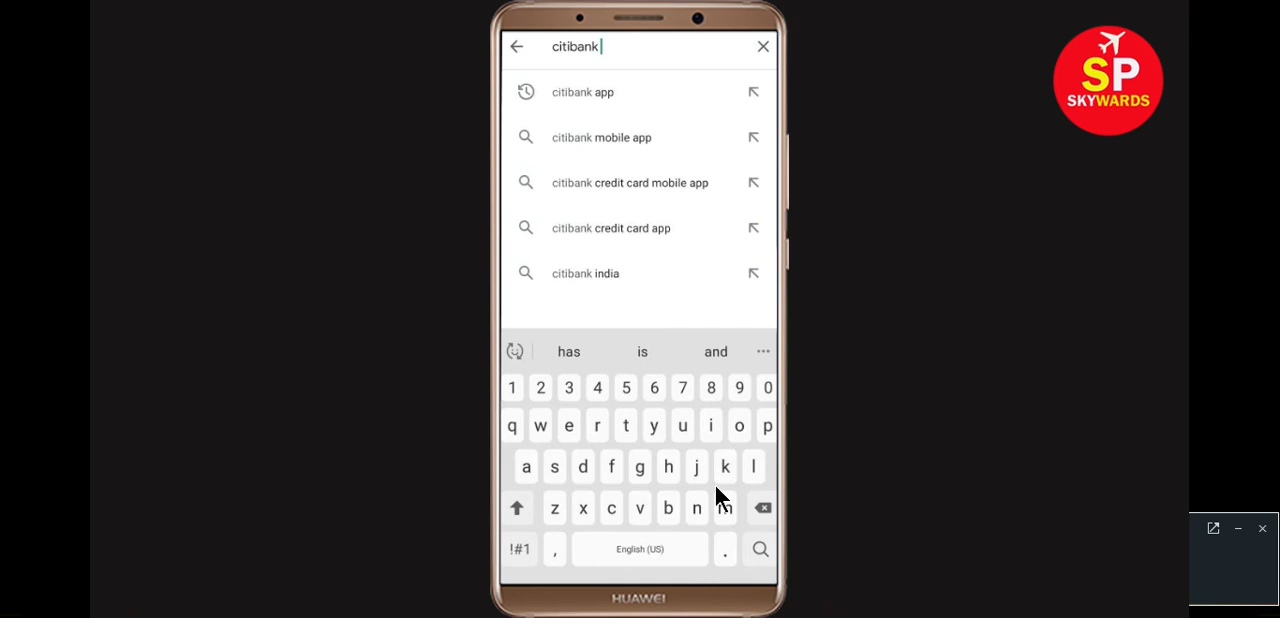 citibank
SP
SKYWARDS
citibank app
citibank mobile app
citibank credit card mobile app
citibank credit card app
citibank india
has is and ...
1 2 3 4 5 6 7 8 9 0
q w e r t y u i o p
a s d f g h j k l
z x c v b n m
!#1 , English (US) .
HUAWEI